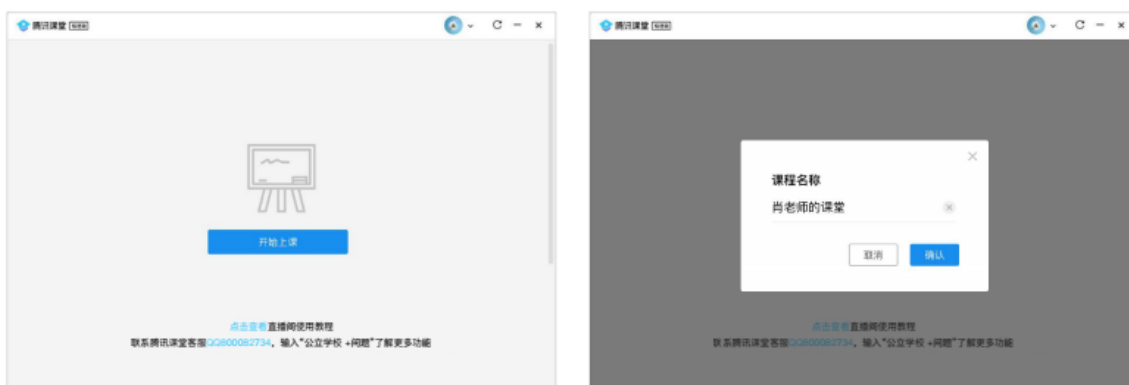 腾讯课堂 极速版
开始上课
点击查看直播间使用教程
联系腾讯课堂客服QQ800082734，输入“公立学校 +问题”了解更多功能
腾讯课堂 极速版
课程名称
肖老师的课堂
取消
确认
点击查看直播间使用教程
联系腾讯课堂客服QQ800082734，输入“公立学校 +问题”了解更多功能